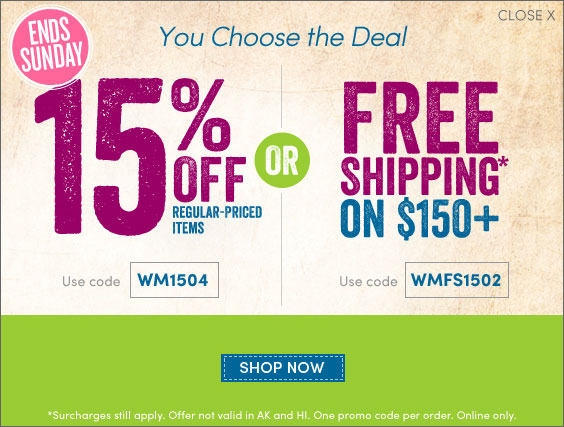 CLOSE X
ENDS
SUNDAY
You Choose the Deal
15% OFF
REGULAR-PRICED
ITEMS
Use code WM1504
OR
FREE
SHIPPING*
ON $150+
Use code WMFS1502
SHOP NOW
*Surcharges still apply. Offer not valid in AK and HI. One promo code per order. Online only.